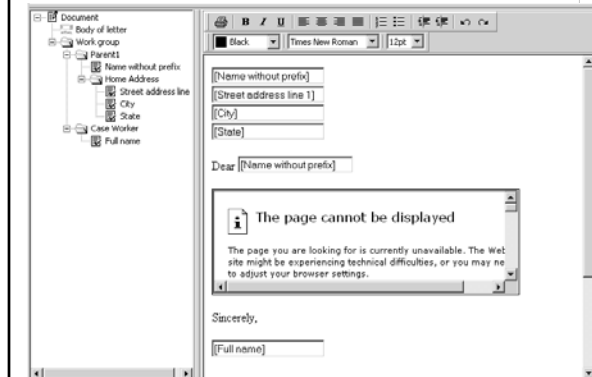 Document
Body of letter
Work group
Parent1
Name without prefix
Home Address
Street address line
City
State
Case Worker
Full name
B I U
Black Times New Roman 12pt
[Name without prefix]
[Street address line 1]
[City]
[State]
Dear [Name without prefix]
i The page cannot be displayed
The page you are looking for is currently unavailable. The Web
site might be experiencing technical difficulties, or you may ne
to adjust your browser settings.
Sincerely,
[Full name]